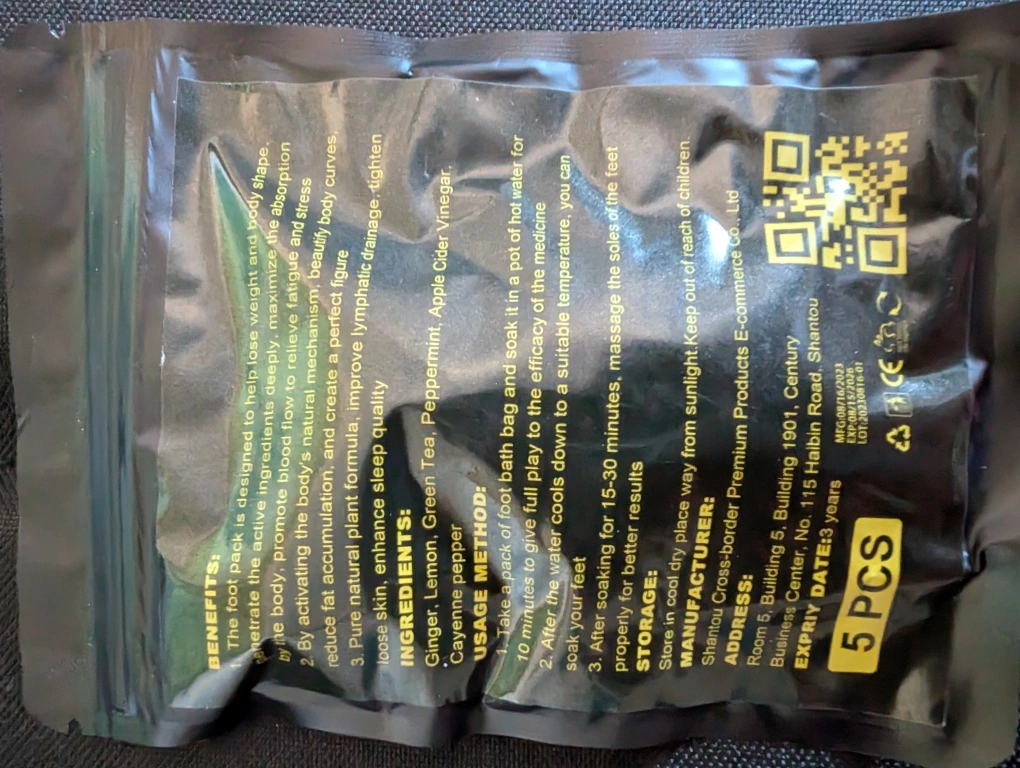 BENEFITS:
The foot pack is designed to help lose weight and body shape,
penetrate the active ingredients deeply, maximize the absorption
by the body, promote blood flow to relieve fatigue and stress
2. By activating the body's natural mechanism, beautify body curves,
reduce fat accumulation, and create a perfect figure
3. Pure natural plant formula, improve lymphatic drainage, tighten
loose skin, enhance sleep quality
INGREDIENTS:
Ginger, Lemon, Green Tea, Peppermint, Apple Cider Vinegar,
Cayenne pepper
USAGE METHOD:
1. Take a pack of foot bath bag and soak it in a pot of hot water for
10 minutes to give full play to the efficacy of the medicine
2. After the water cools down to a suitable temperature, you can
soak your feet
3. After soaking for 15-30 minutes, massage the soles of the feet
properly for better results
STORAGE:
Store in cool dry place way from sunlight.Keep out of reach of children.
MANUFACTURER:
Shantou Cross-border Premium Products E-commerce Co., Ltd
ADDRESS:
Room 5, Building 5, Building 1901, Century
Business Center, No. 115 Haibin Road, Shantou
EXPRIY DATE:3 years
MFG:08/16/2023
EXP:08/15/2026
LOT:20230816-01
5 PCS
CE